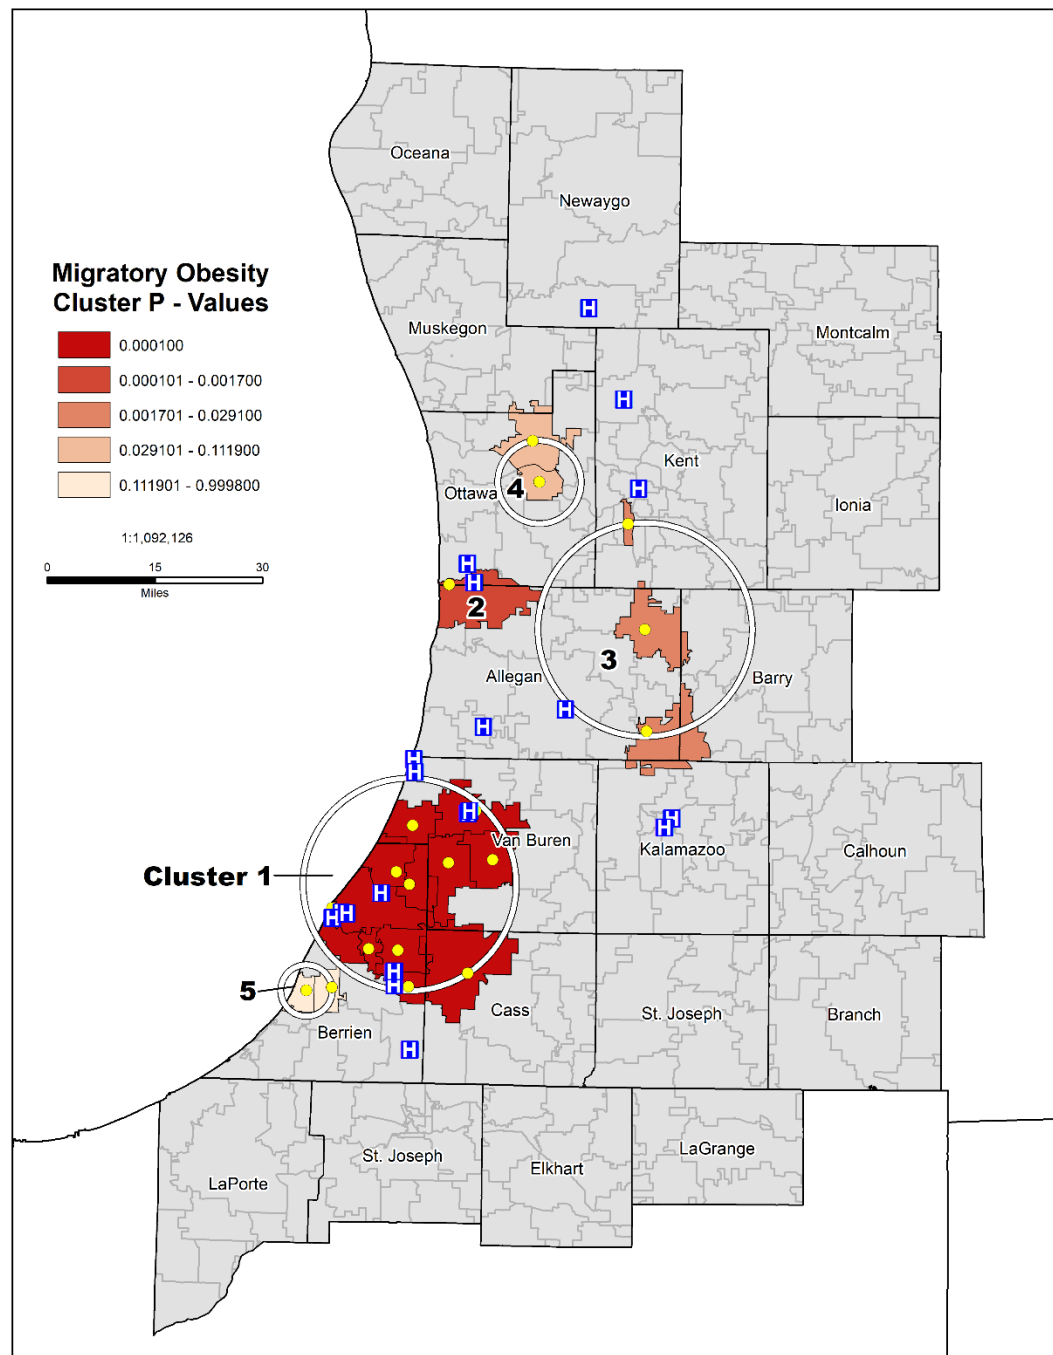 Oceana
Newaygo
Migratory Obesity
Cluster P - Values
0.000100
0.000101 - 0.001700
0.001701 - 0.029100
0.029101 - 0.111900
0.111901 - 0.999800
1:1,092,126
0 15 30
Miles
H
Muskegon
Montcalm
H
Kent
H
4
Ottawa
Ionia
H
H
2
3
Allegan
Barry
H
H
H
H
H
H
Van Buren
H
Kalamazoo
Calhoun
Cluster 1
H
H
H
H
H
5
Cass
St. Joseph
Branch
Berrien
H
LaGrange
St. Joseph
Elkhart
LaPorte